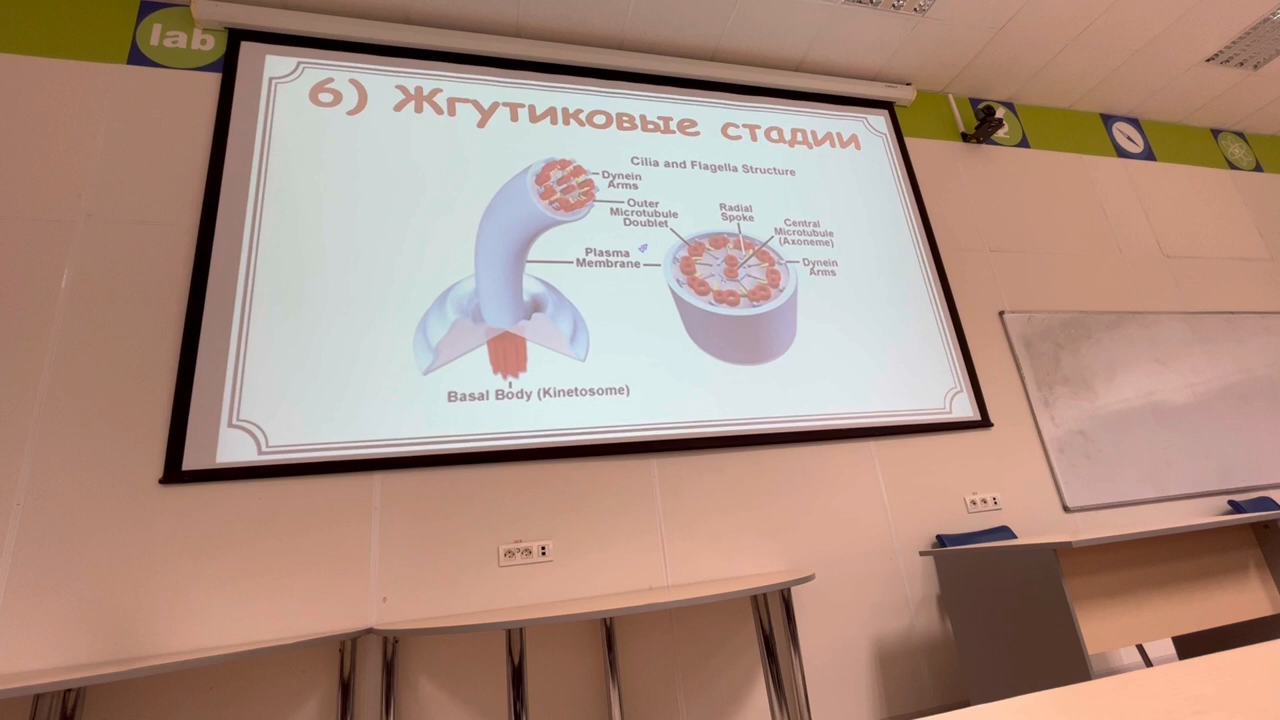 lab
6) Жгутиковые стадии
Cilia and Flagella Structure
Dynein
Arms
Outer
Microtubule
Doublet
Radial
Spoke
Central
Microtubule
(Axoneme)
Plasma
Membrane
Dynein
Arms
Basal Body (Kinetosome)